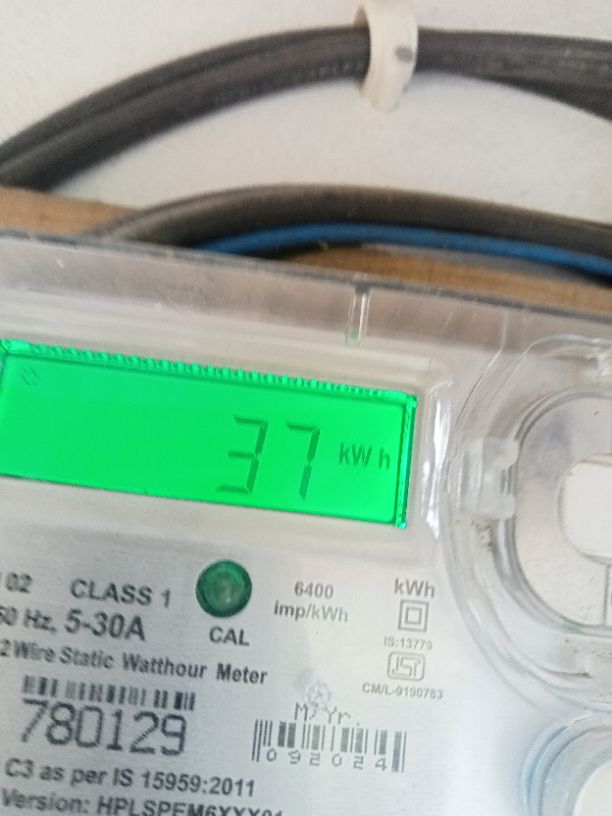 37 kWh
02 CLASS 1
50 Hz, 5-30A
CAL
6400
imp/kWh
kWh
IS:13779
CM/L-9190783
2 Wire Static Watthour Meter
780129
M/Yr.
092024
C3 as per IS 15959:2011
Version: